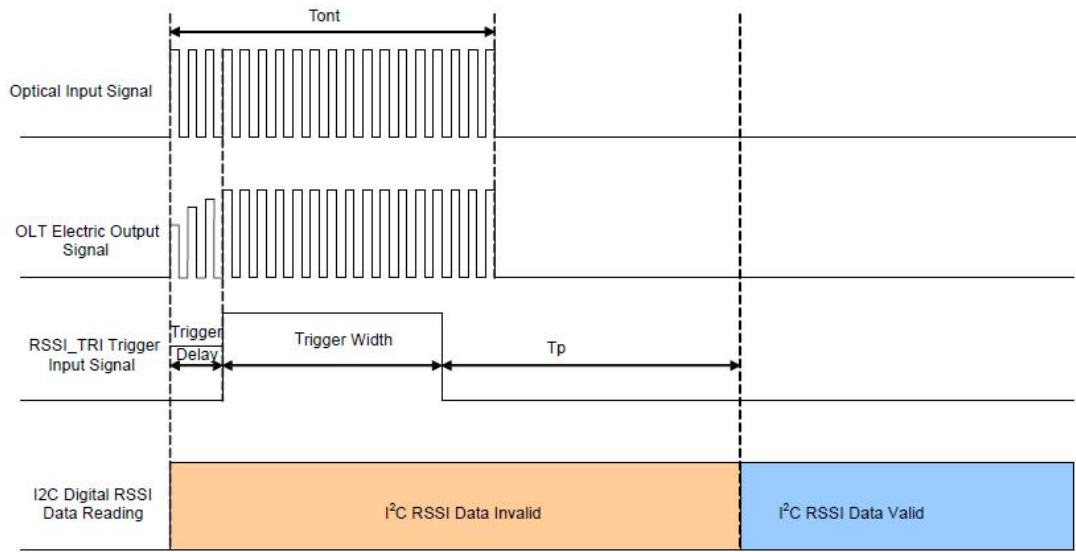 Tont
Optical Input Signal
OLT Electric Output
Signal
RSSI_TRI Trigger
Input Signal
Trigger
Delay
Trigger Width
Tp
I2C Digital RSSI
Data Reading
I²C RSSI Data Invalid
I²C RSSI Data Valid